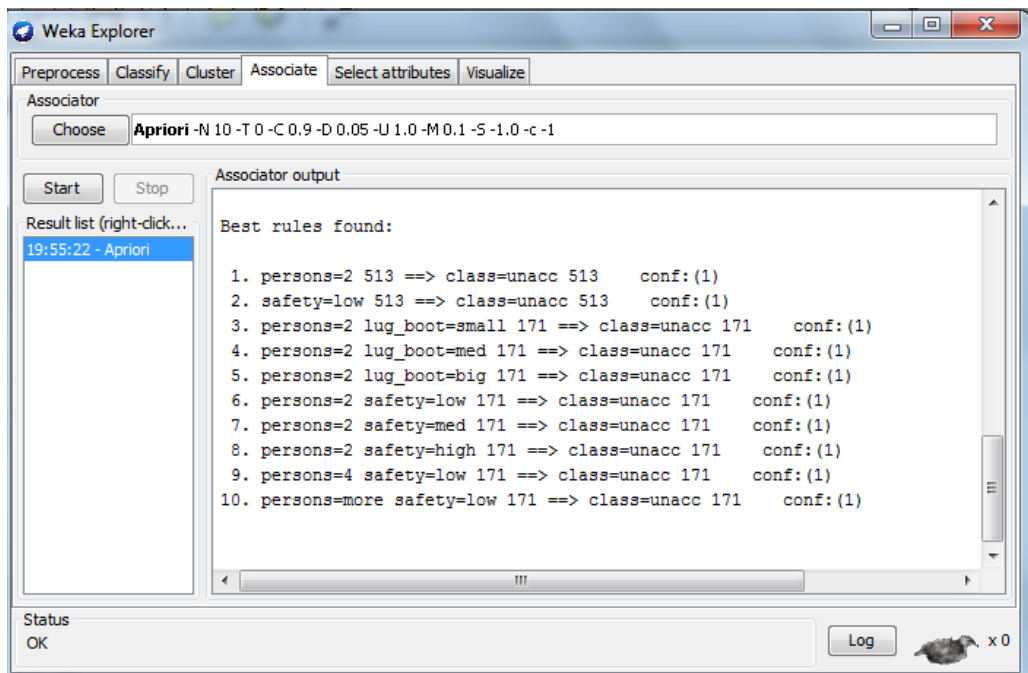 Weka Explorer
Preprocess Classify Cluster Associate Select attributes Visualize
Associator
Choose Apriori -N 10 -T 0 -C 0.9 -D 0.05 -U 1.0 -M 0.1 -S -1.0 -c -1
Start Stop
Associator output
Result list (right-click...
19:55:22 - Apriori
Best rules found:
1. persons=2 513 ==> class=unacc 513 conf:(1)
2. safety=low 513 ==> class=unacc 513 conf:(1)
3. persons=2 lug_boot=small 171 ==> class=unacc 171 conf:(1)
4. persons=2 lug_boot=med 171 ==> class=unacc 171 conf:(1)
5. persons=2 lug_boot=big 171 ==> class=unacc 171 conf:(1)
6. persons=2 safety=low 171 ==> class=unacc 171 conf:(1)
7. persons=2 safety=med 171 ==> class=unacc 171 conf:(1)
8. persons=2 safety=high 171 ==> class=unacc 171 conf:(1)
9. persons=4 safety=low 171 ==> class=unacc 171 conf:(1)
10. persons=more safety=low 171 ==> class=unacc 171 conf:(1)
Status
OK
Log
x 0